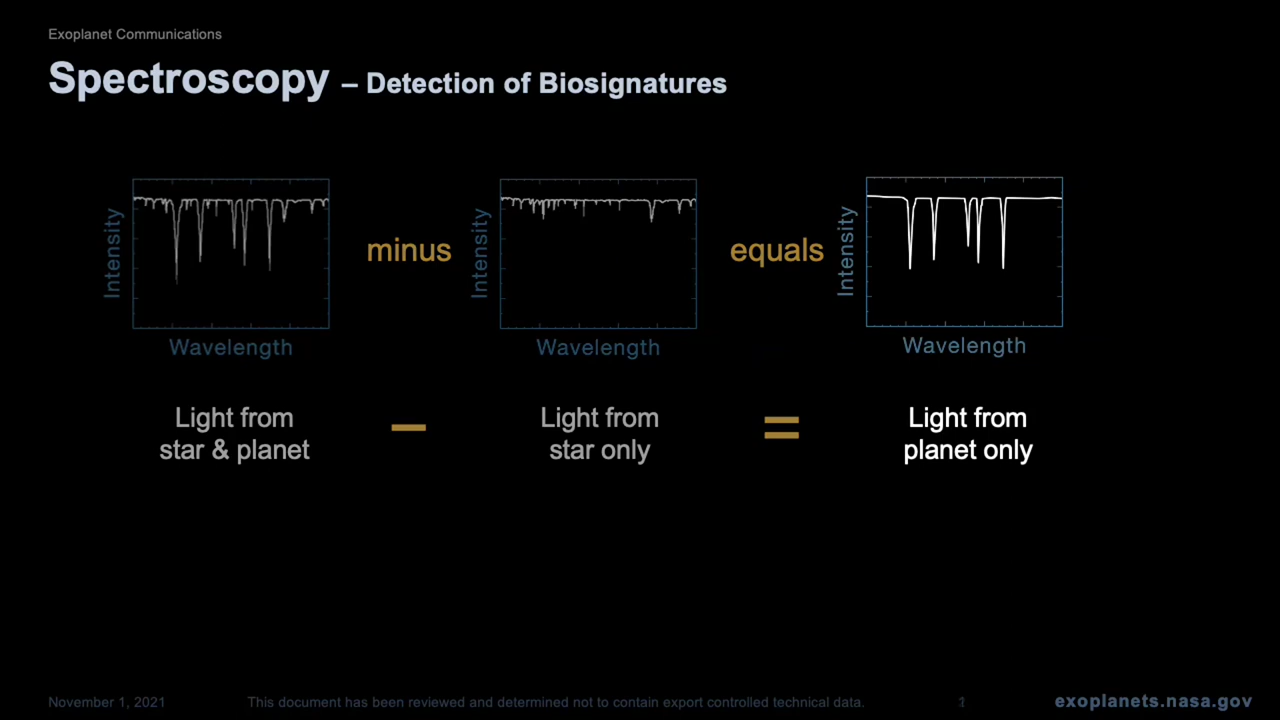 Exoplanet Communications
Spectroscopy – Detection of Biosignatures
Intensity
Wavelength
minus
Intensity
Wavelength
equals
Intensity
Wavelength
Light from
star & planet
–
Light from
star only
=
Light from
planet only
November 1, 2021
This document has been reviewed and determined not to contain export controlled technical data.
exoplanets.nasa.gov